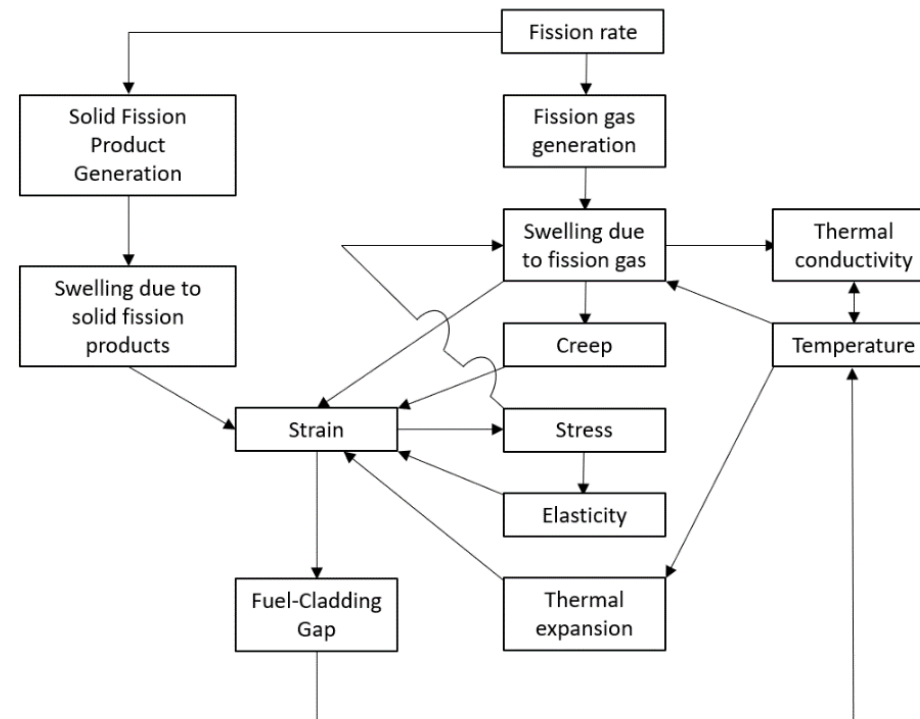 Fission rate
Solid Fission
Product
Generation
Fission gas
generation
Swelling due
to fission gas
Thermal
conductivity
Swelling due to
solid fission
products
Creep
Temperature
Strain
Stress
Elasticity
Fuel-Cladding
Gap
Thermal
expansion